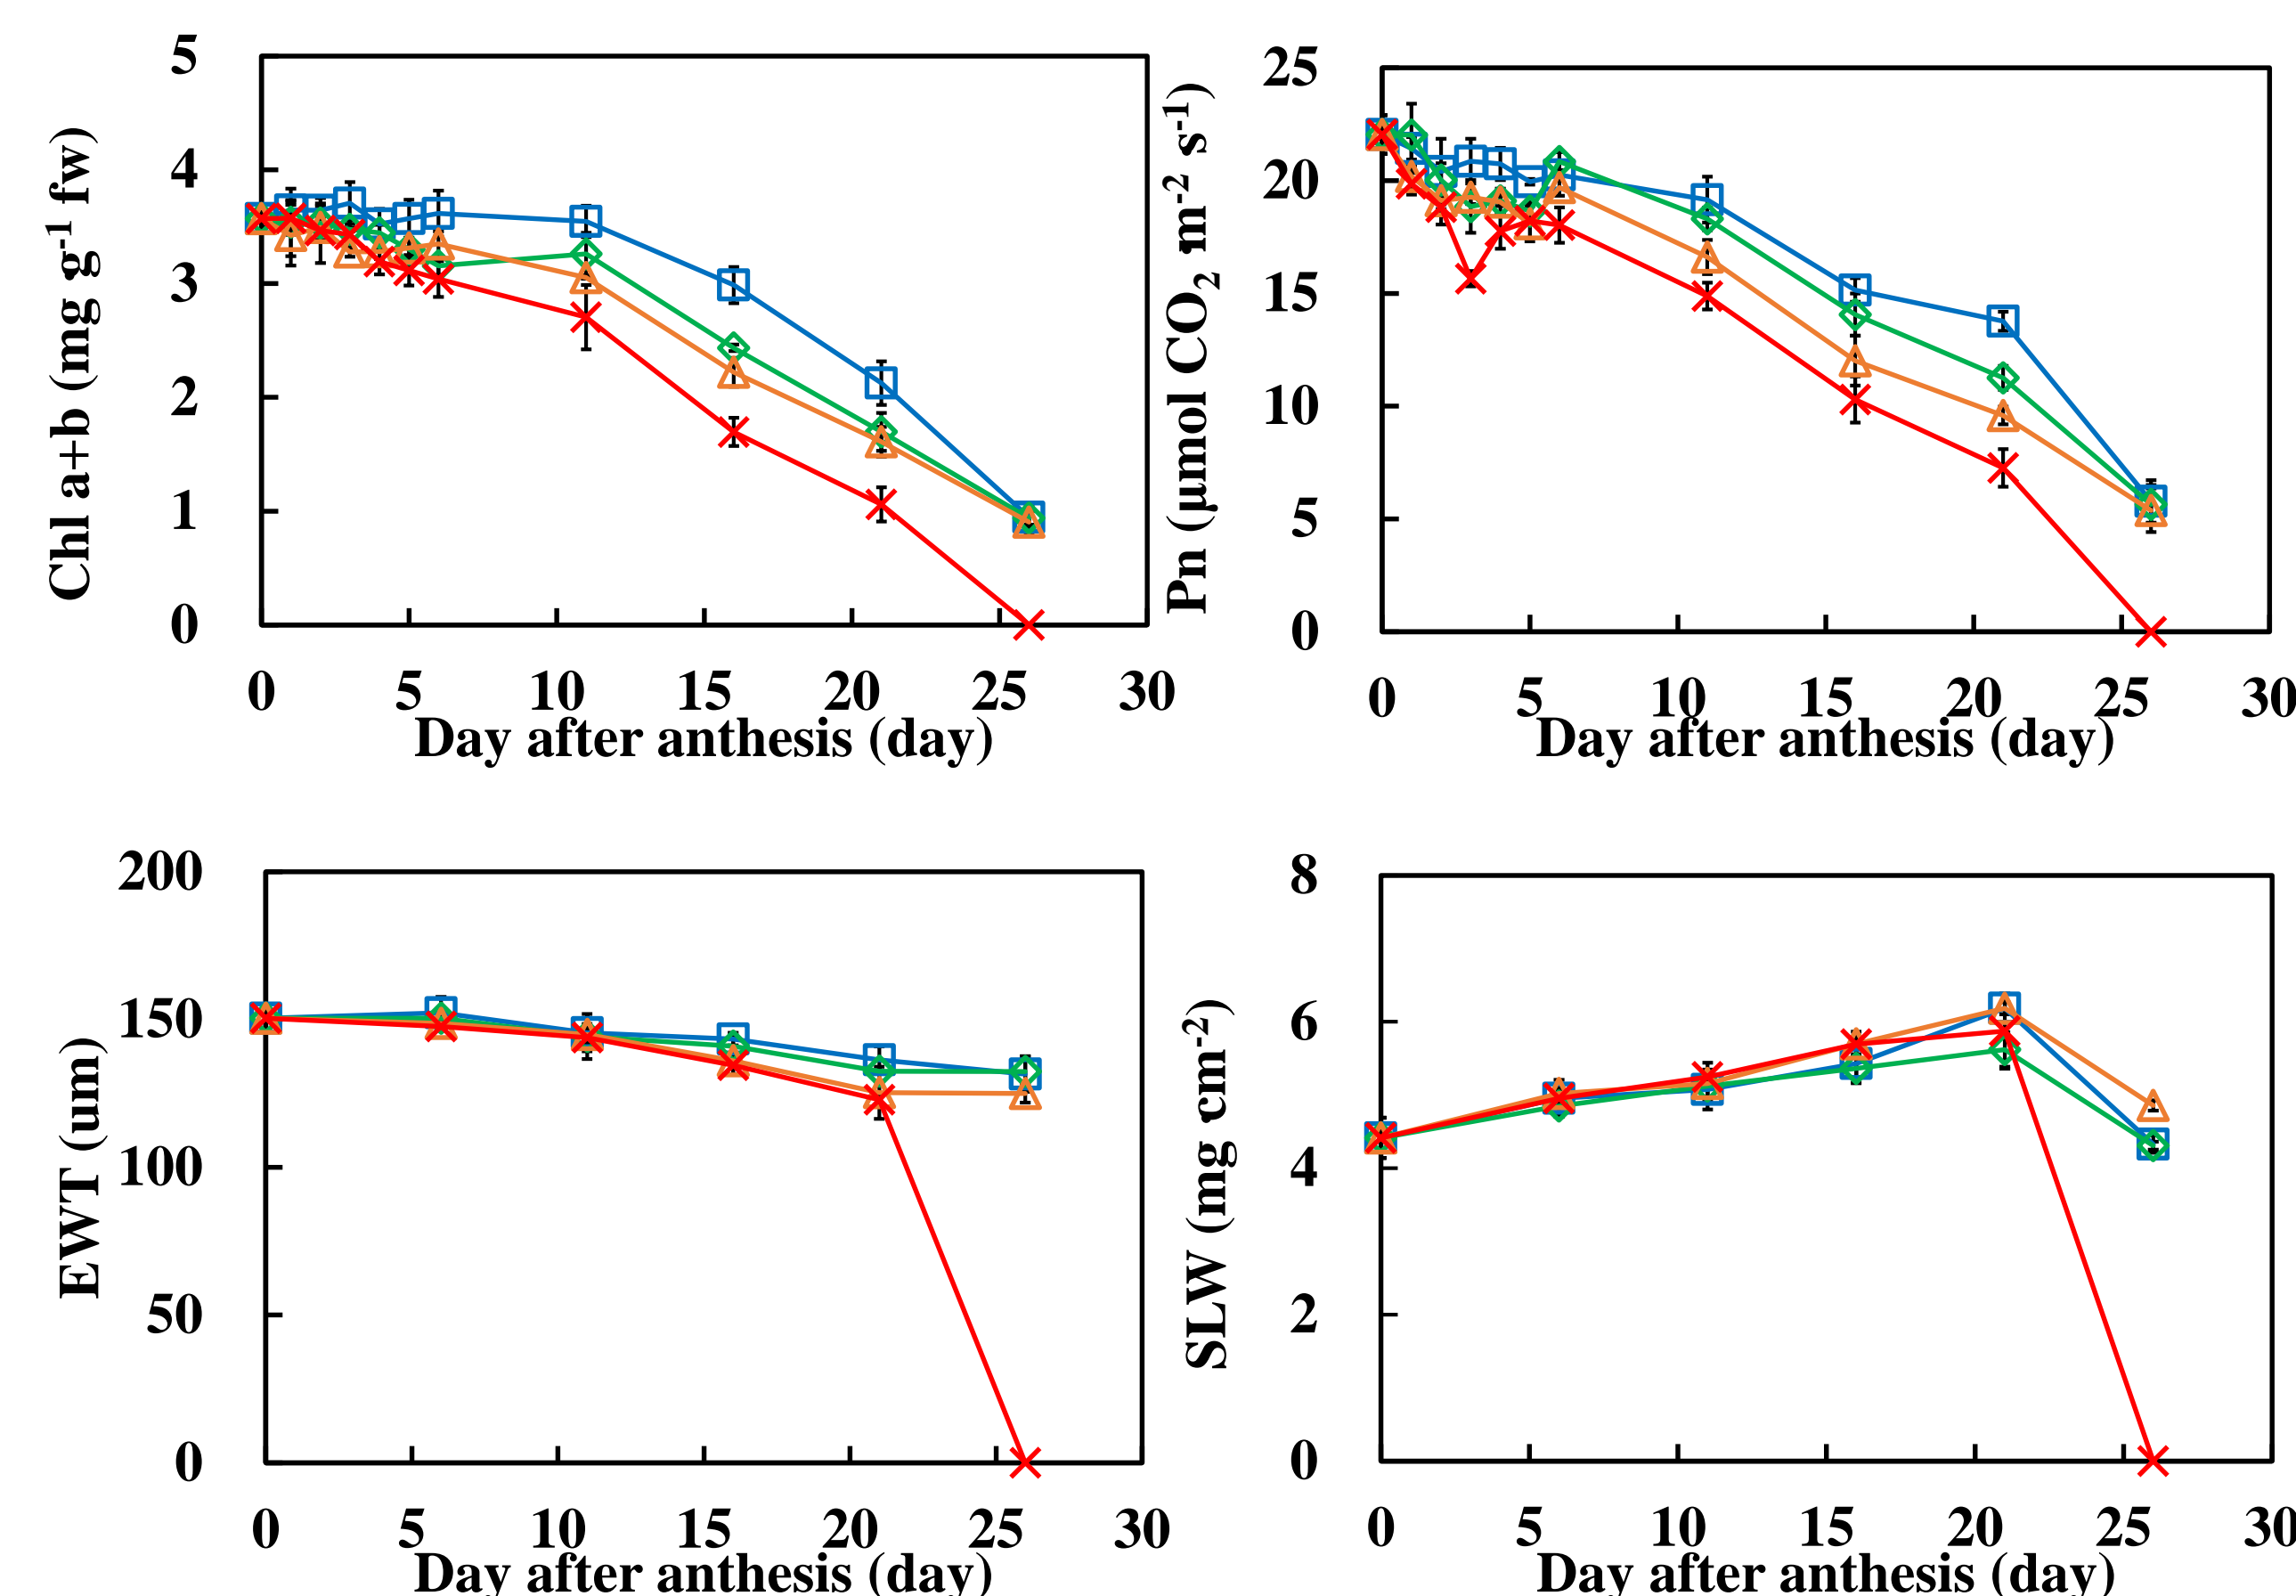 Chl a+b (mg g-1 fw)
5
4
3
2
1
0
0 5 10 15 20 25 30
Day after anthesis (day)
Pn (μmol CO2 m-2 s-1)
25
20
15
10
5
0
0 5 10 15 20 25 30
Day after anthesis (day)
EWT (um)
200
150
100
50
0
0 5 10 15 20 25 30
Day after anthesis (day)
SLW (mg cm-2)
8
6
4
2
0
0 5 10 15 20 25 30
Day after anthesis (day)